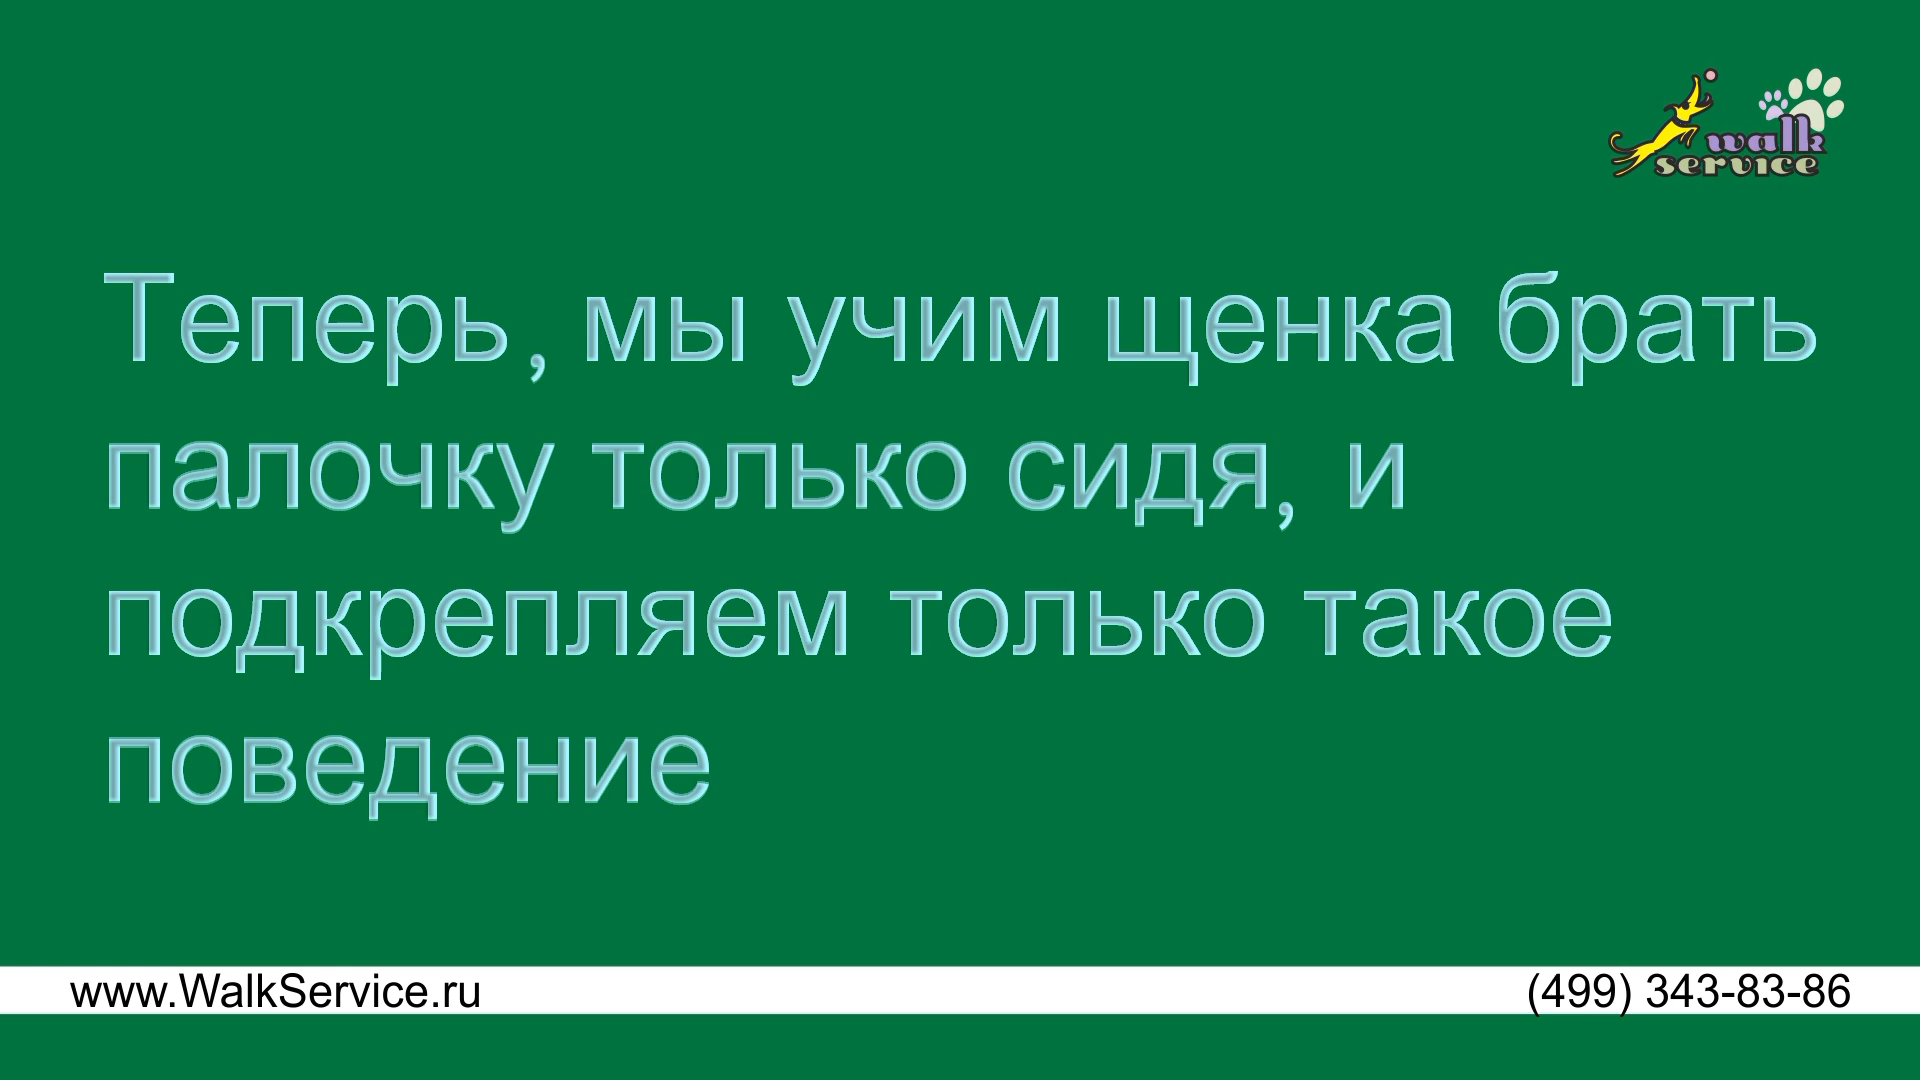 walk
service
Теперь, мы учим щенка брать
палочку только сидя, и
подкрепляем только такое
поведение
www.WalkService.ru (499) 343-83-86